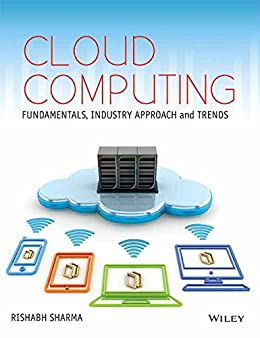 CLOUD
COMPUTING
FUNDAMENTALS, INDUSTRY APPROACH and TRENDS
RISHABH SHARMA
WILEY